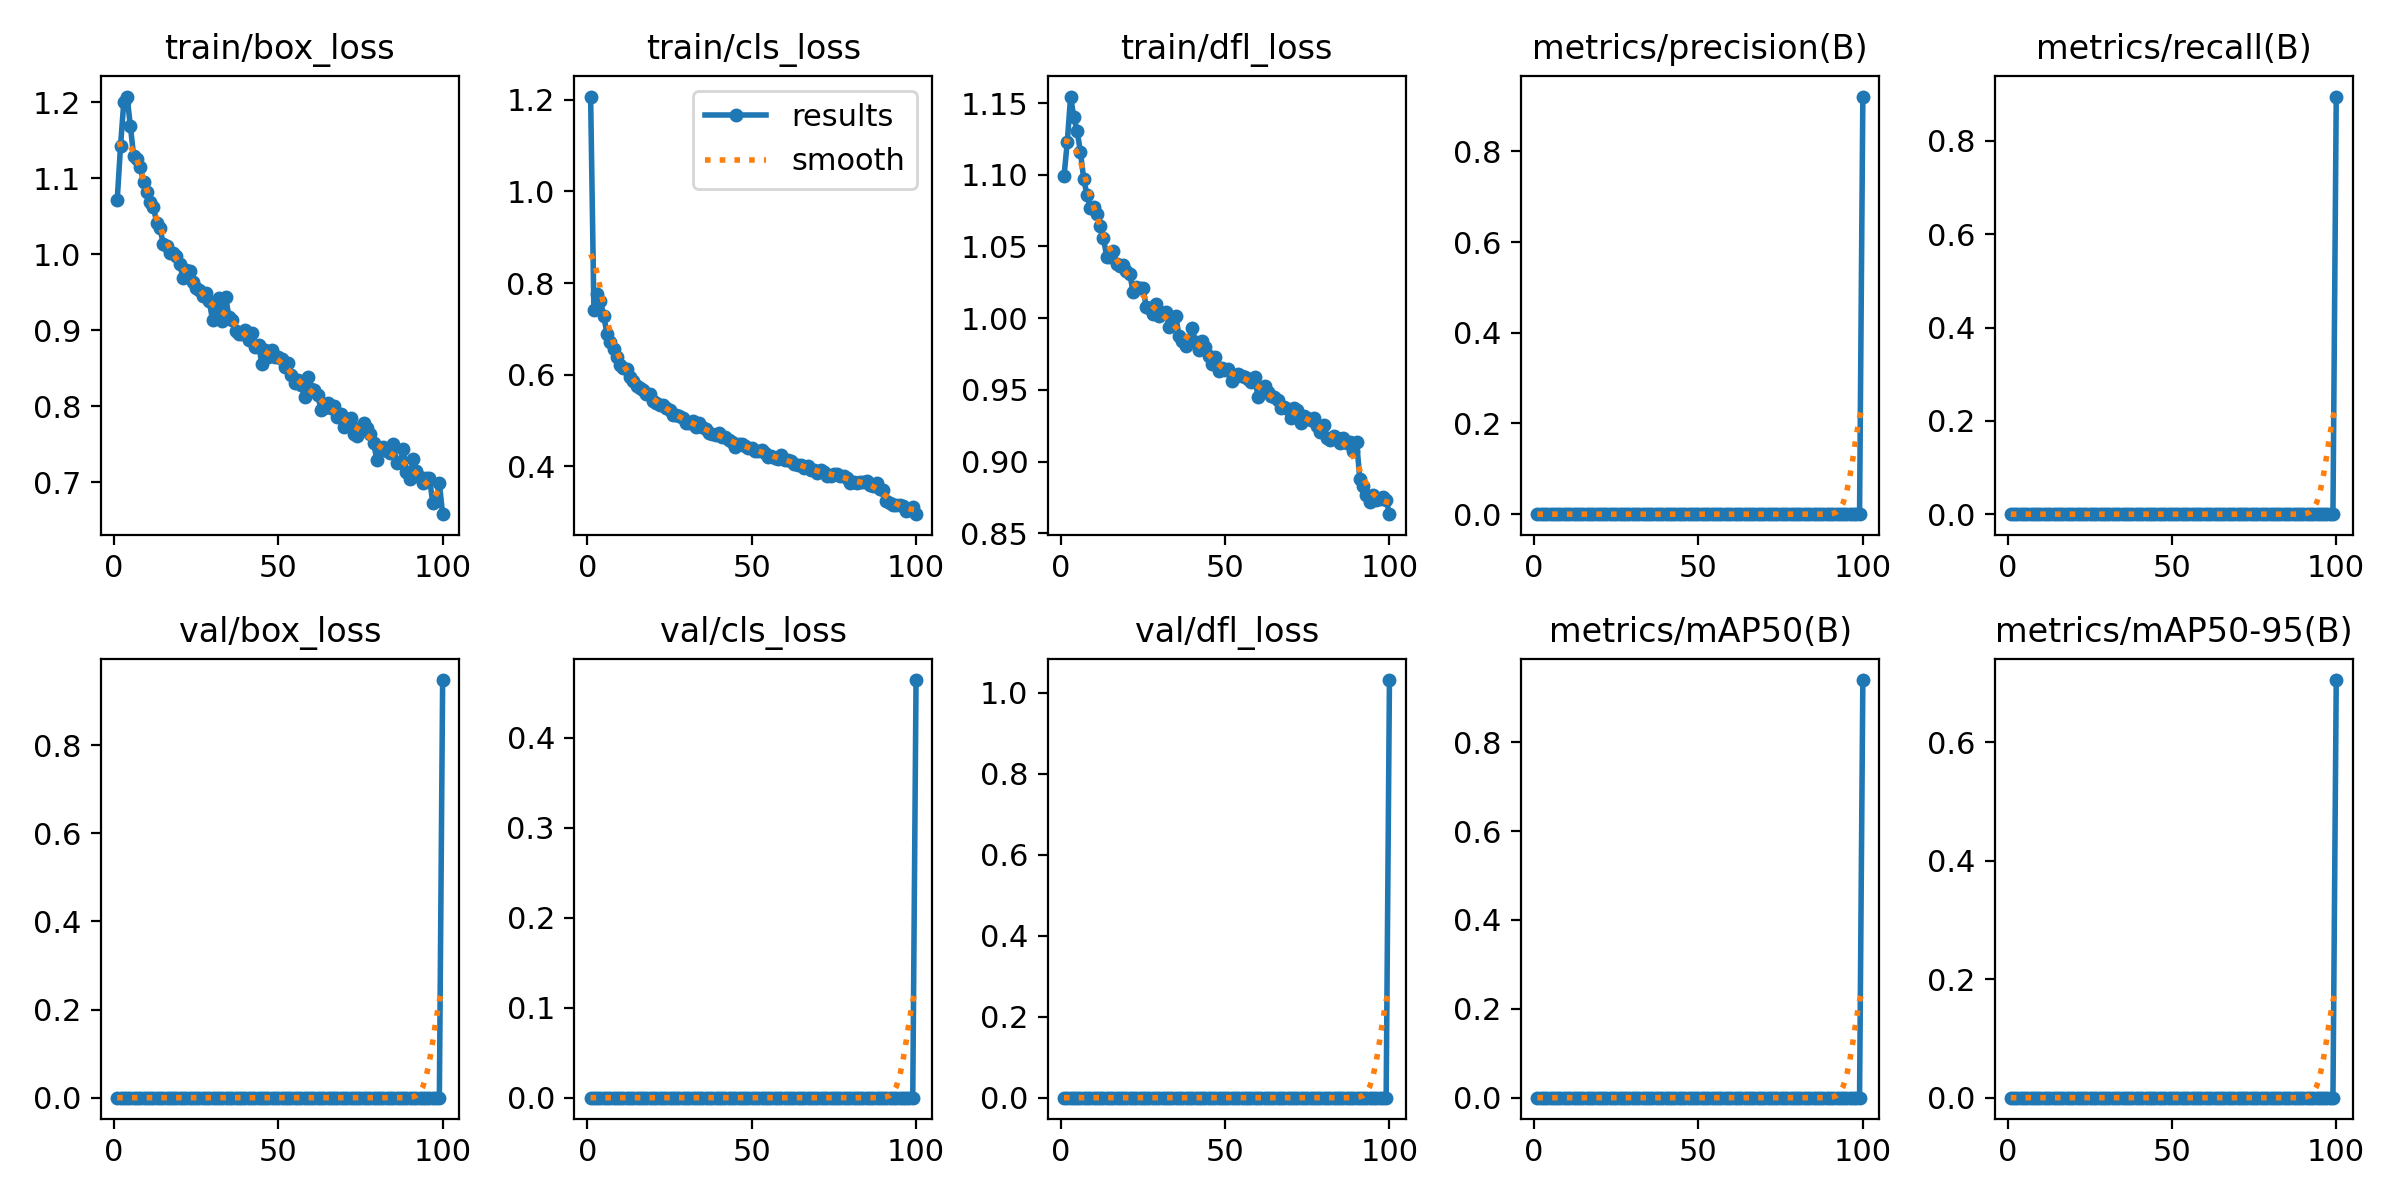 train/box_loss
1.2
1.1
1.0
0.9
0.8
0.7
0 50 100
train/cls_loss
results
smooth
1.2
1.0
0.8
0.6
0.4
0 50 100
train/dfl_loss
1.15
1.10
1.05
1.00
0.95
0.90
0.85
0 50 100
metrics/precision(B)
0.8
0.6
0.4
0.2
0.0
0 50 100
metrics/recall(B)
0.8
0.6
0.4
0.2
0.0
0 50 100
val/box_loss
0.8
0.6
0.4
0.2
0.0
0 50 100
val/cls_loss
0.4
0.3
0.2
0.1
0.0
0 50 100
val/dfl_loss
1.0
0.8
0.6
0.4
0.2
0.0
0 50 100
metrics/mAP50(B)
0.8
0.6
0.4
0.2
0.0
0 50 100
metrics/mAP50-95(B)
0.6
0.4
0.2
0.0
0 50 100